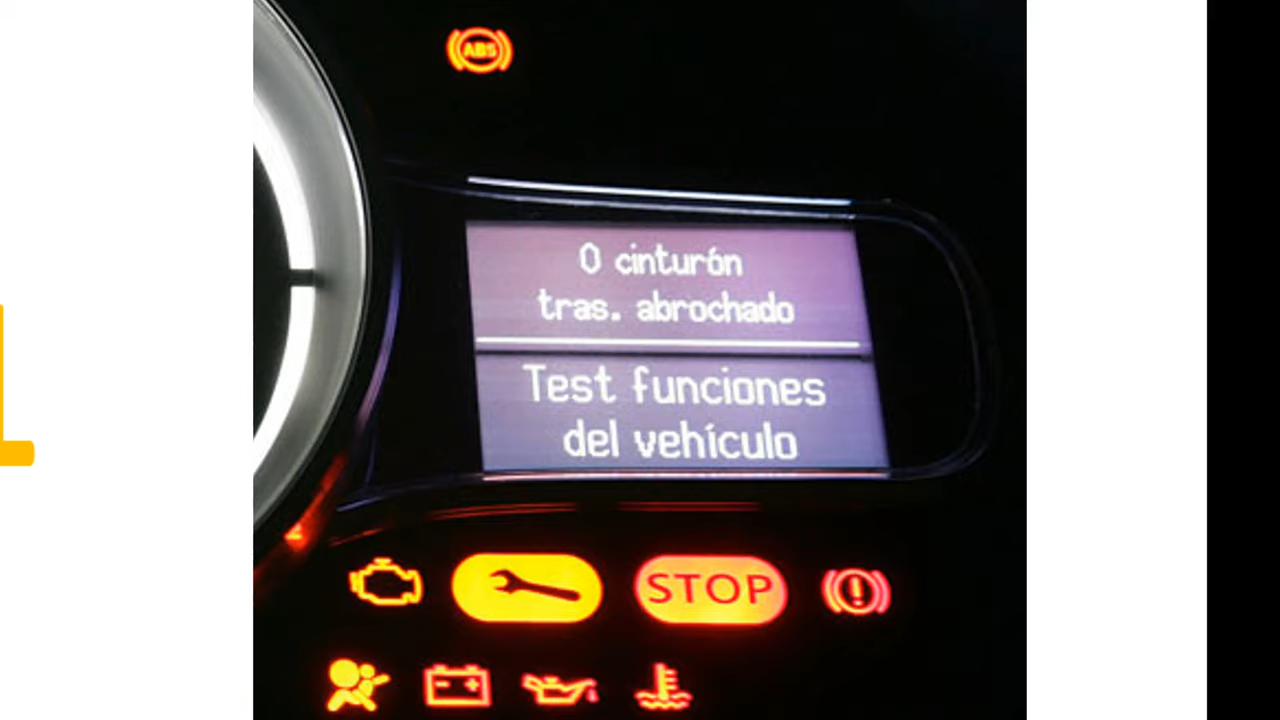 ABS
0 cinturón
tras. abrochado
Test funciones
del vehículo
STOP